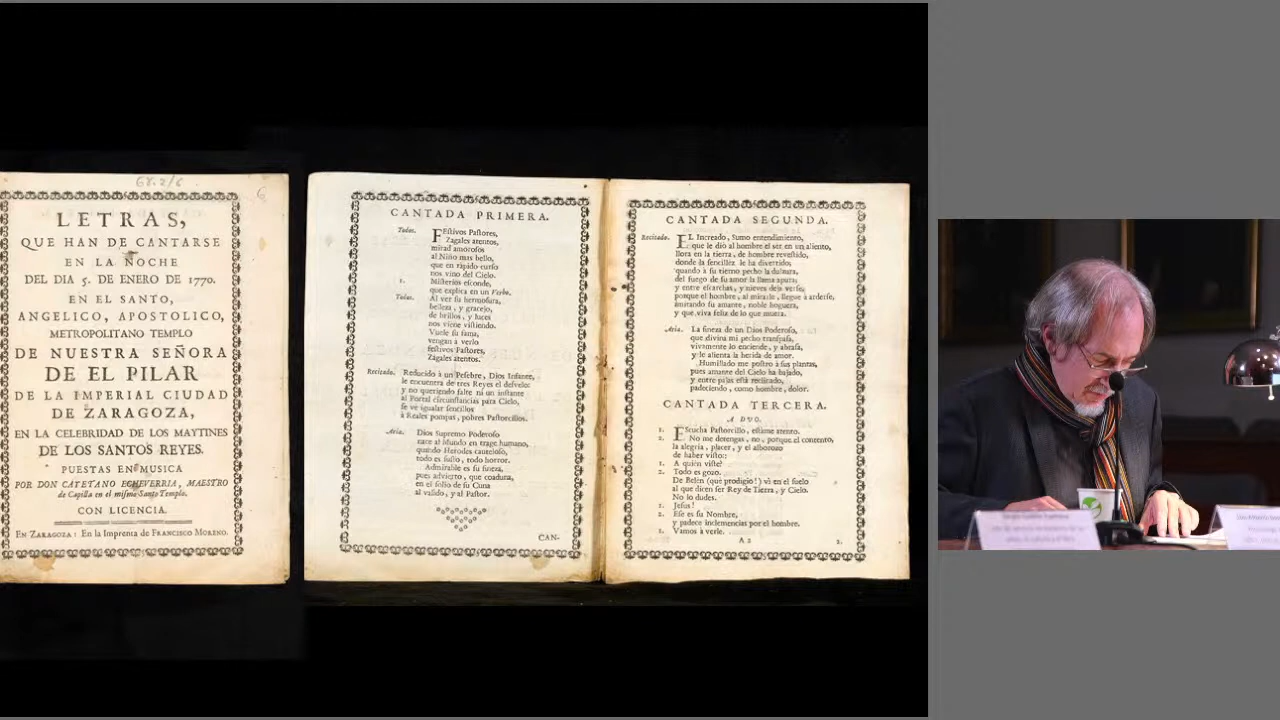 68.2/6
6
LETRAS,
QUE HAN DE CANTARSE
EN LA NOCHE
DEL DIA 5. DE ENERO DE 1770.
EN EL SANTO,
ANGELICO, APOSTOLICO,
METROPOLITANO TEMPLO
DE NUESTRA SEÑORA
DE EL PILAR
DE LA IMPERIAL CIUDAD
DE ZARAGOZA,
EN LA CELEBRIDAD DE LOS MAYTINES
DE LOS SANTOS REYES.
PUESTAS EN MUSICA
POR DON CAYETANO ECHEVERRIA, MAESTRO
de Capilla en el mismo Santo Templo.
CON LICENCIA.
EN ZARAGOZA: En la Imprenta de FRANCISCO MORENO.
CANTADA PRIMERA.
Todos. FEstivos Pastores,
Zagales atentos,
mirad amorosos
al Niño mas bello,
que en rapido curso
nos vino del Cielo.
1. Misterios esconde,
que explica en un Verbo.
Todos. Al ver su hermosura,
belleza, y gracejo,
de brillos, y luces
nos viene vistiendo.
Vuele su fama,
vengan à verlo
festivos Pastores,
Zagales atentos.
Recitado. Reducido à un Pesebre, Dios Infante,
le encuentra de tres Reyes el desvelo:
y no queriendo falte ni un instante
al Portal circunstancias para Cielo,
se ve igualar sencillos
à Reales pompas, pobres Pastorcillos.
Aria. Dios Supremo Poderoso
nace al Mundo en trage humano,
quando Herodes cauteloso,
todo es susto, todo horror.
Admirable es su fineza,
pues advierto, que coadura,
en el solio de su Cuna
al valido, y al Pastor.
CAN-
CANTADA SEGUNDA.
Recitado. EL Increado, Sumo entendimiento,
que le diò al hombre el ser en un aliento,
llora en la tierra, de hombre revestido,
donde la sencilléz le ha divertido;
quando à su tierno pecho la dulzura,
del fuego de su amor la llama apura;
y entre escarchas, y nieves deja verse,
porque el hombre, al mirarle, llegue à arderse,
admirando su amante, noble hoguera,
y que viva feliz de lo que muera.
Aria. La fineza de un Dios Poderoso,
que divina mi pecho traspasa,
vivamente lo enciende, y abrasa,
y le alienta la herida de amor.
Humillado me postro à sus plantas,
pues amante del Cielo ha bajado,
y entre pajas està reclinado,
padeciendo, como hombre, dolor.
CANTADA TERCERA.
A DUO.
1. EScucha Pastorcillo, estàme atento.
2. No me detengas, no, porque el contento,
la alegria, placer, y el alborozo
de haber visto::
1. A quien viste?
2. Todo es gozo.
De Belén (que prodigio!) vi en el suelo
al que dicen ser Rey de Tierra, y Cielo.
No lo dudes.
1. Jesus!
2. Ese es su Nombre,
y padece inclemencias por el hombre.
1. Vamos à verle.
A 2
2.